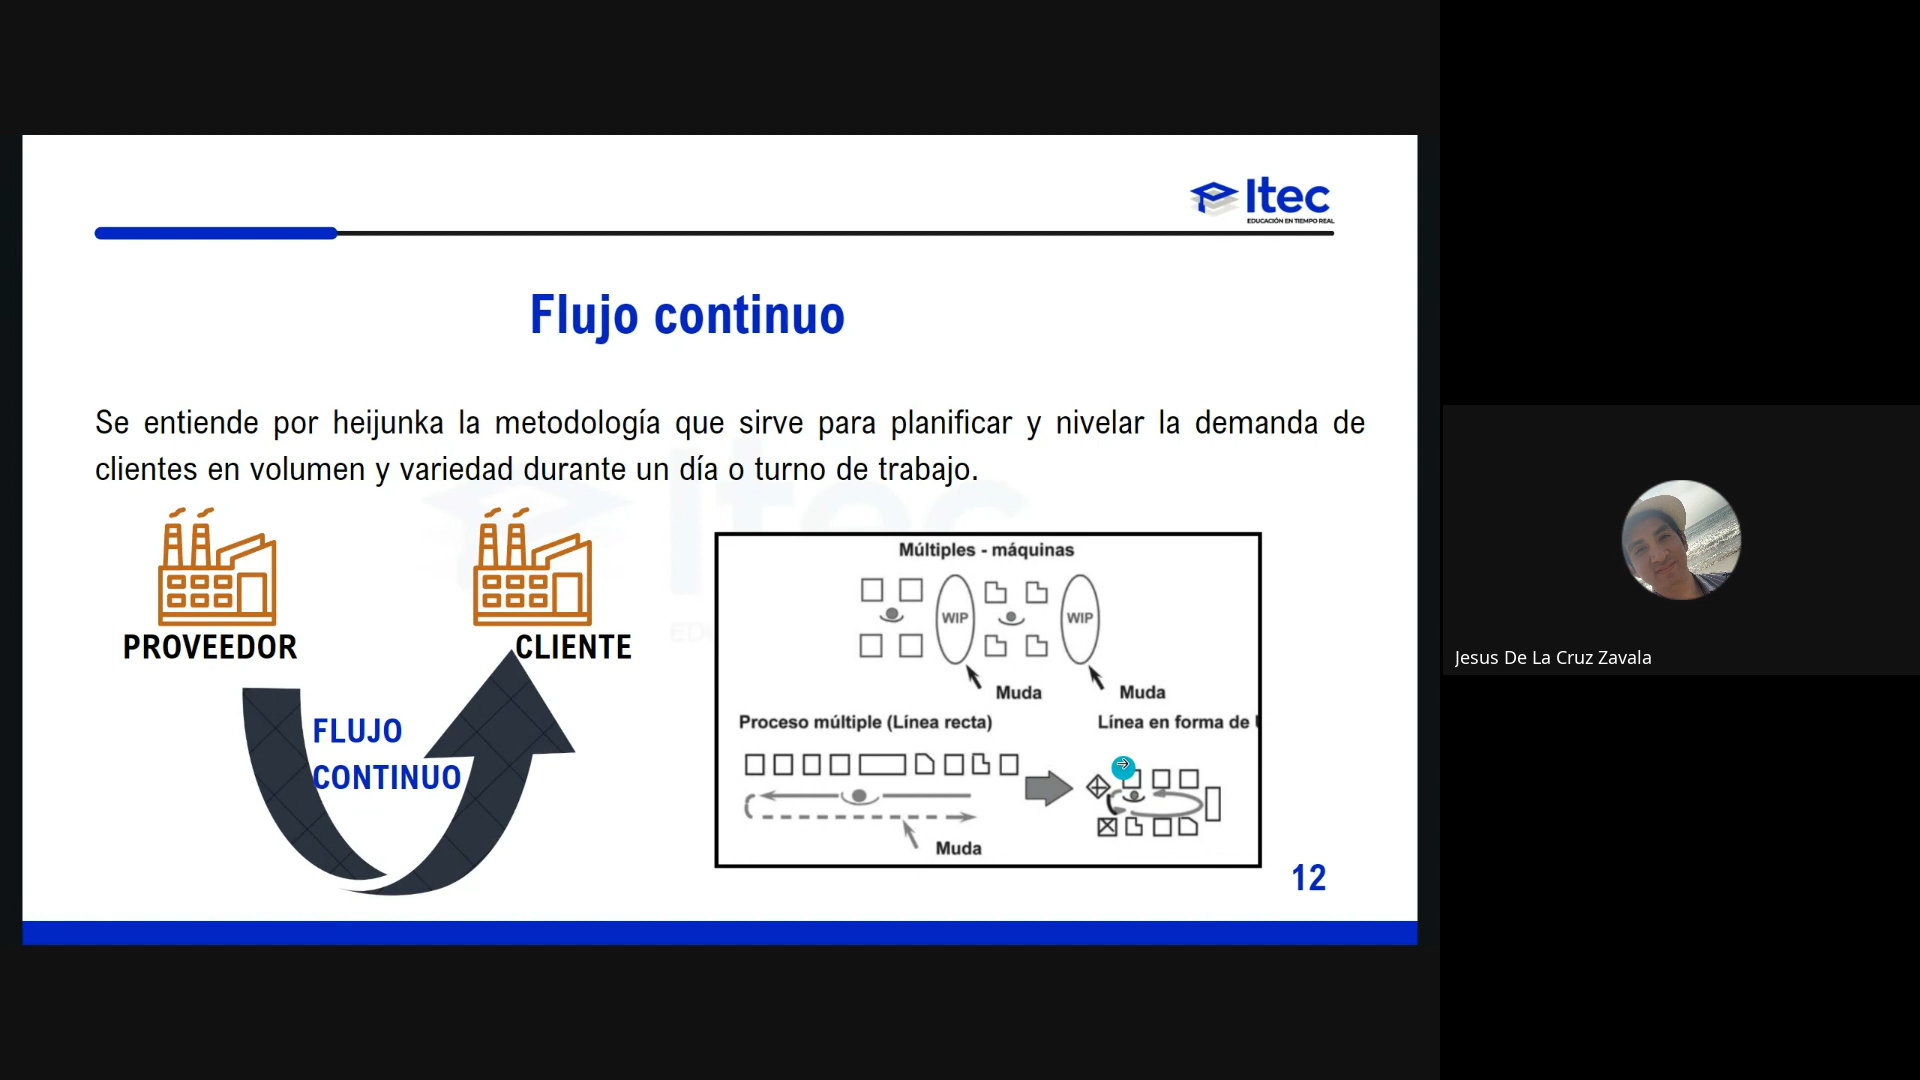 Itec
EDUCACIÓN EN TIEMPO REAL
Flujo continuo
Se entiende por heijunka la metodología que sirve para planificar y nivelar la demanda de
clientes en volumen y variedad durante un día o turno de trabajo.
PROVEEDOR
CLIENTE
FLUJO
CONTINUO
Múltiples - máquinas
WIP
WIP
Muda
Muda
Proceso múltiple (Línea recta)
Línea en forma de
Muda
12
Jesus De La Cruz Zavala